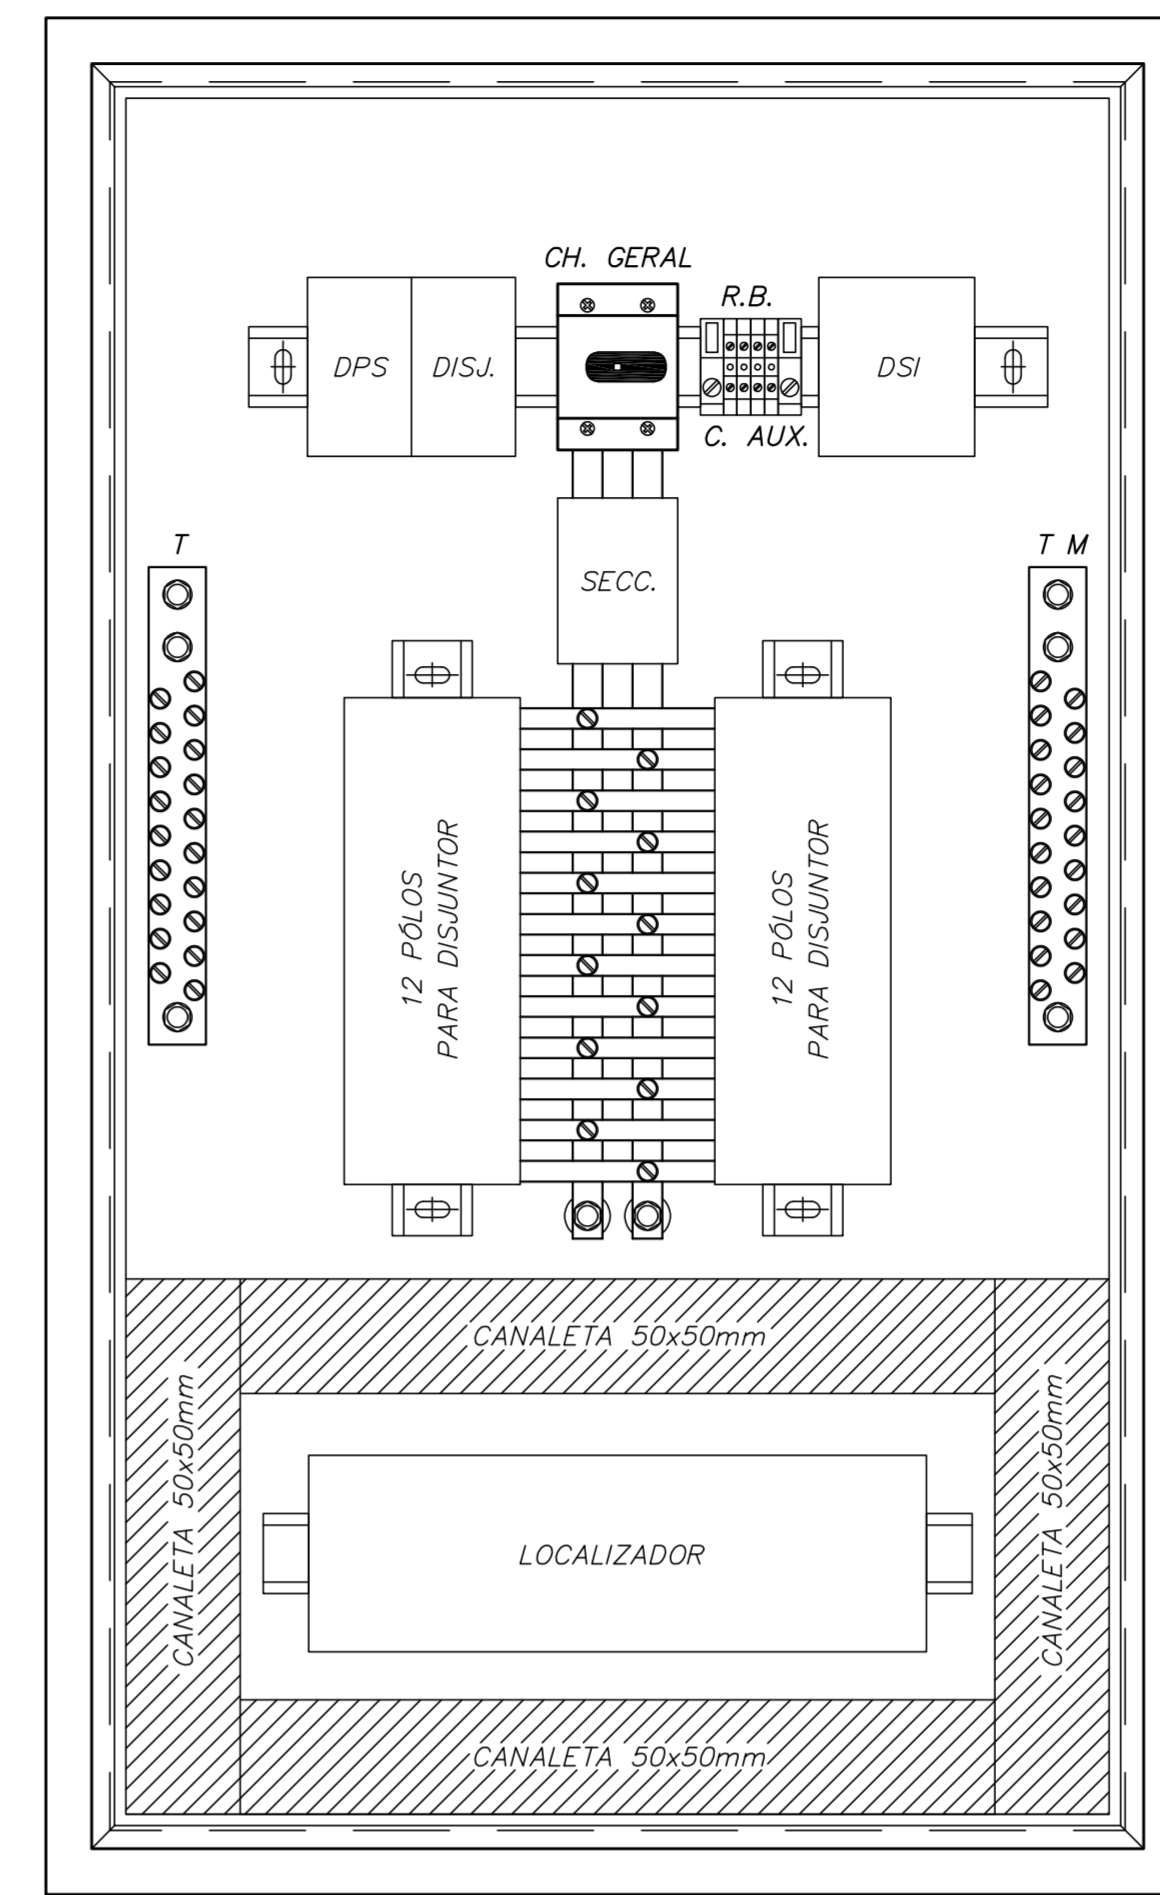 CH. GERAL
R.B.
DPS
DISJ.
DSI
C. AUX.
T
T M
SECC.
12 PÓLOS
PARA DISJUNTOR
12 PÓLOS
PARA DISJUNTOR
CANALETA 50x50mm
CANALETA 50x50mm
CANALETA 50x50mm
LOCALIZADOR
CANALETA 50x50mm